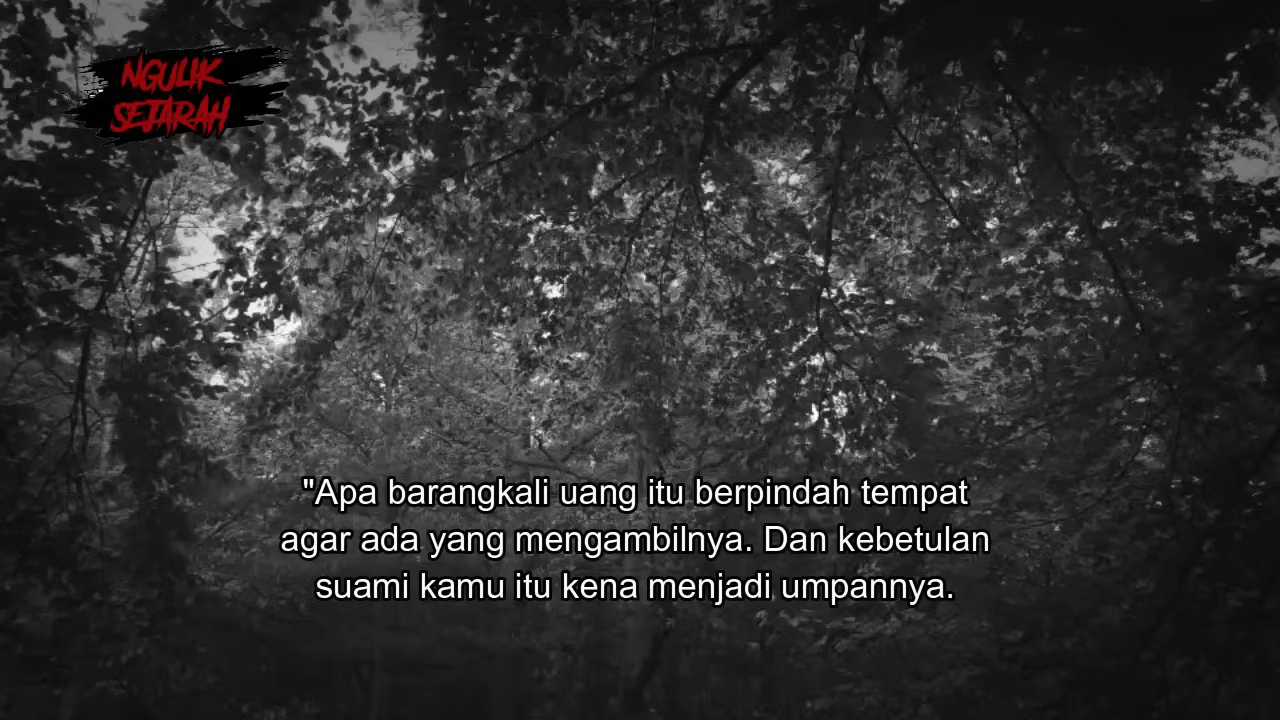 NGULIK
SEJARAH
"Apa barangkali uang itu berpindah tempat
agar ada yang mengambilnya. Dan kebetulan
suami kamu itu kena menjadi umpannya.